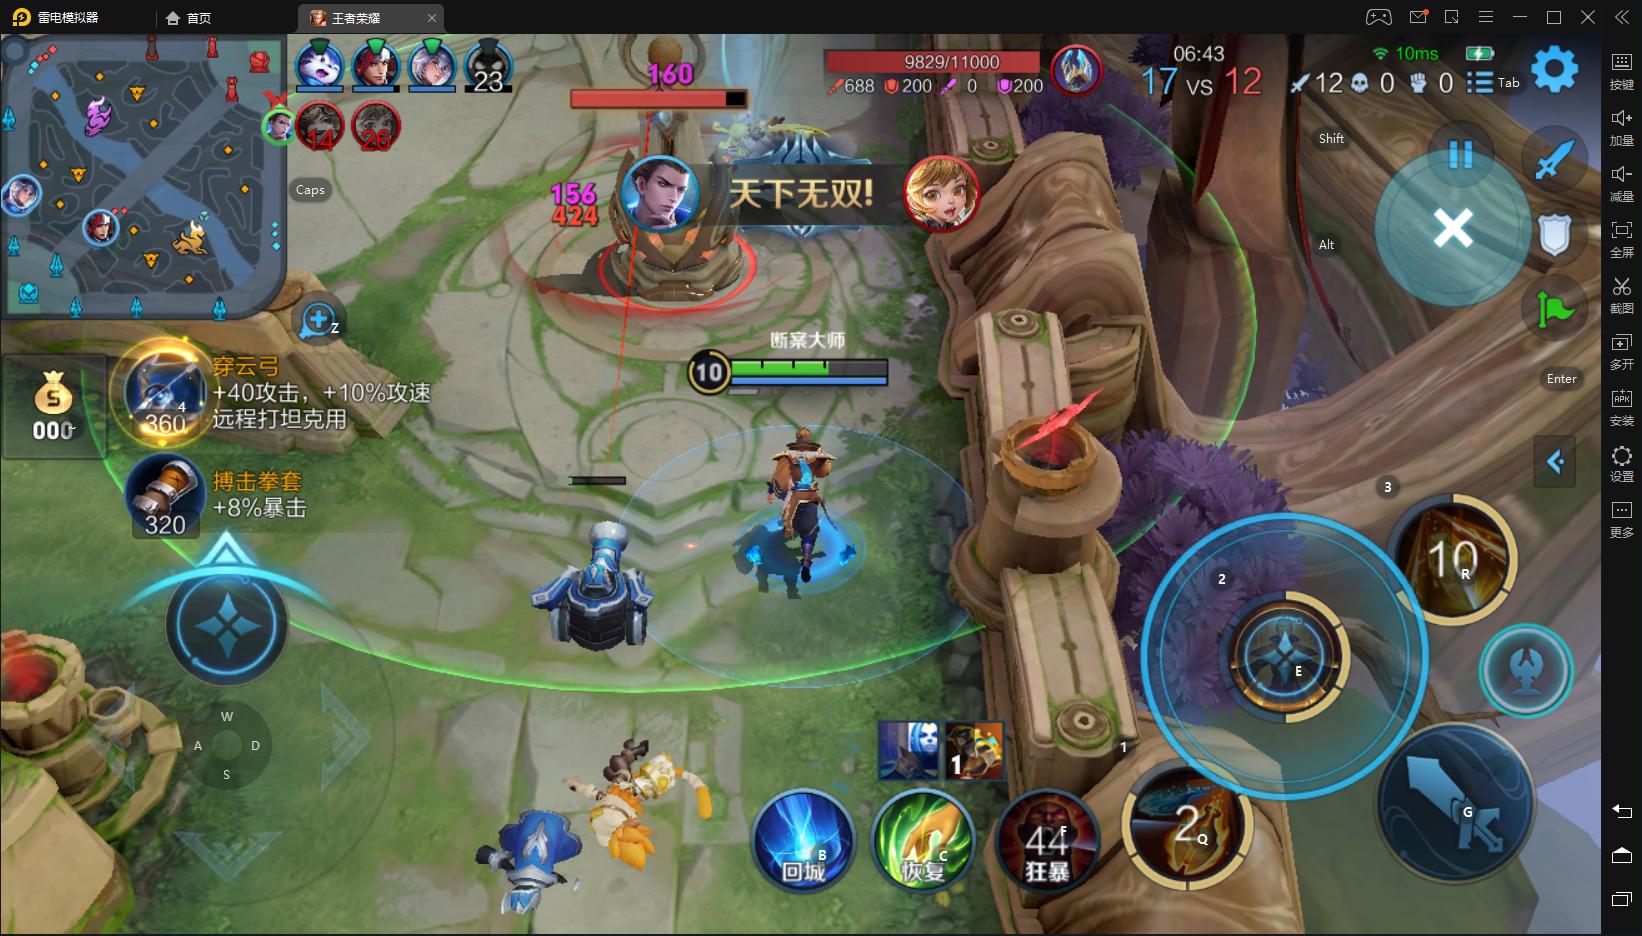 雷电模拟器
首页
王者荣耀
23
14
26
160
156
424
9829/11000
688 200 0 200
06:43
17 VS 12
10ms
12 0 0
Tab
Shift
Caps
天下无双!
Alt
Z
断案大师
10
穿云弓
+40攻击，+10%攻速
远程打坦克用
4
360
000
搏击拳套
+8%暴击
320
Enter
3
10
R
2
E
W
A D
S
1
1
G
B
回城
C
恢复
44
F
狂暴
2
Q
按键
加量
减量
全屏
截图
多开
APK
安装
设置
更多